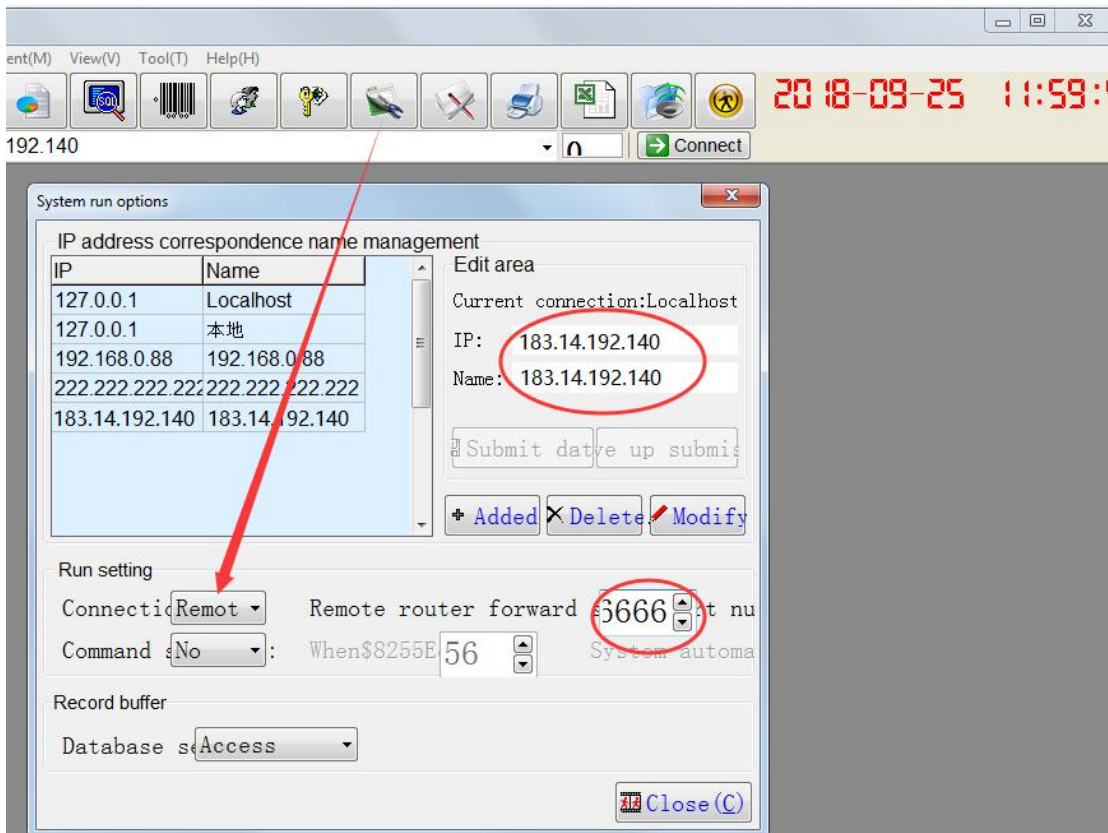 ent(M) View(V) Tool(T) Help(H)
SQL
2018-09-25 11:59:
192.140 Connect
System run options
IP address correspondence name management
IP Name
127.0.0.1 Localhost
127.0.0.1 本地
192.168.0.88 192.168.0.88
222.222.222.222 222.222.222.222
183.14.192.140 183.14.192.140
Edit area
Current connection:Localhost
IP: 183.14.192.140
Name: 183.14.192.140
Submit dat ve up submis
Added Delete Modify
Run setting
Connectio Remot Remote router forward 6666 t nu
Command s No : When$8255E 56 System automa
Record buffer
Database se Access
Close(C)